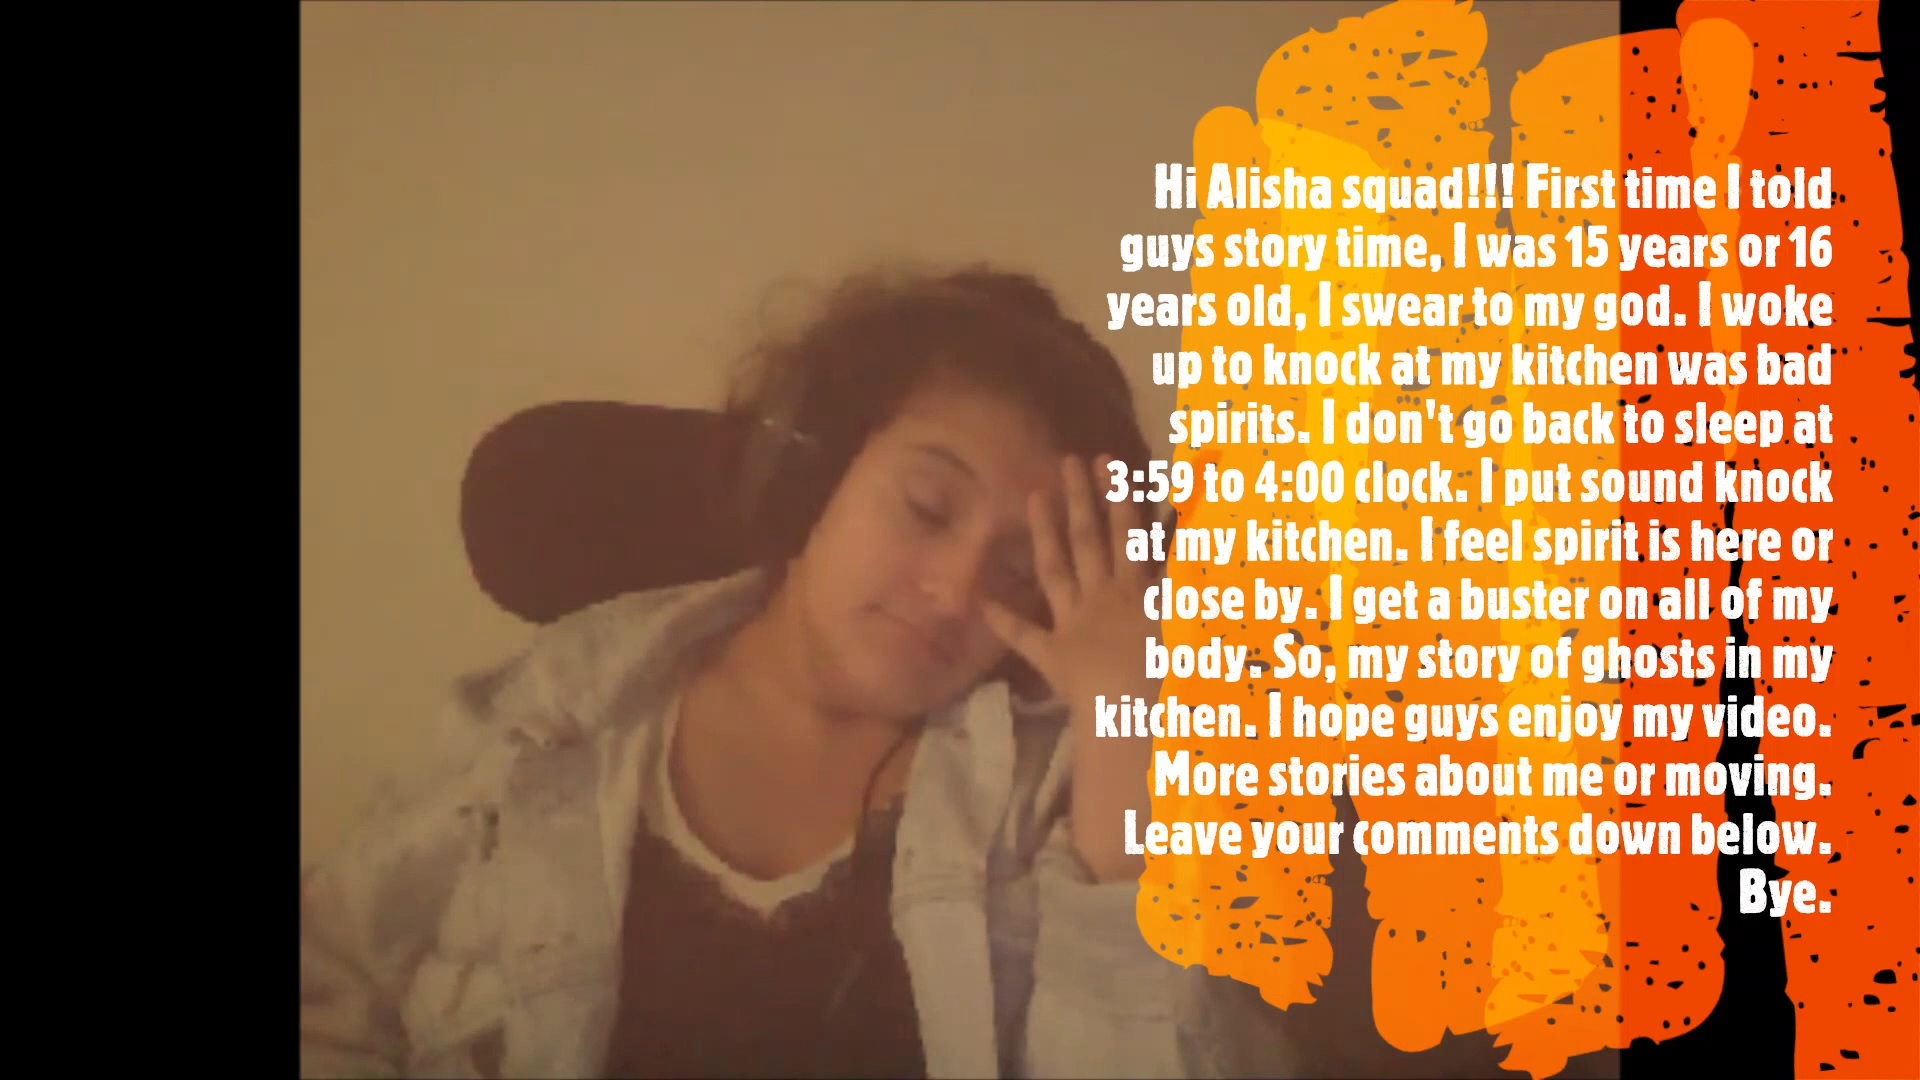 Hi Alisha squad!!! First time I told
guys story time, I was 15 years or 16
years old, I swear to my god. I woke
up to knock at my kitchen was bad
spirits. I don't go back to sleep at
3:59 to 4:00 clock. I put sound knock
at my kitchen. I feel spirit is here or
close by. I get a buster on all of my
body. So, my story of ghosts in my
kitchen. I hope guys enjoy my video.
More stories about me or moving.
Leave your comments down below.
Bye.